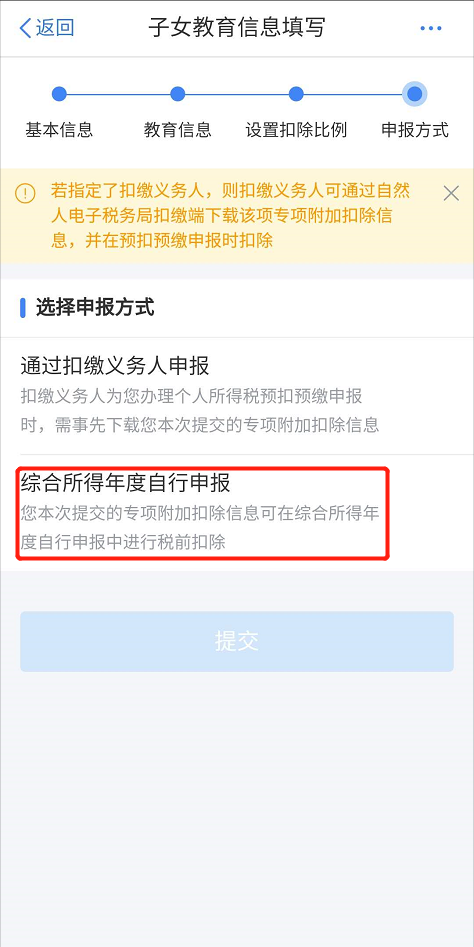 返回
子女教育信息填写
基本信息
教育信息
设置扣除比例
申报方式
若指定了扣缴义务人，则扣缴义务人可通过自然
人电子税务局扣缴端下载该项专项附加扣除信
息，并在预扣预缴申报时扣除
选择申报方式
通过扣缴义务人申报
扣缴义务人为您办理个人所得税预扣预缴申报
时，需事先下载您本次提交的专项附加扣除信息
综合所得年度自行申报
您本次提交的专项附加扣除信息可在综合所得年
度自行申报中进行税前扣除
提交